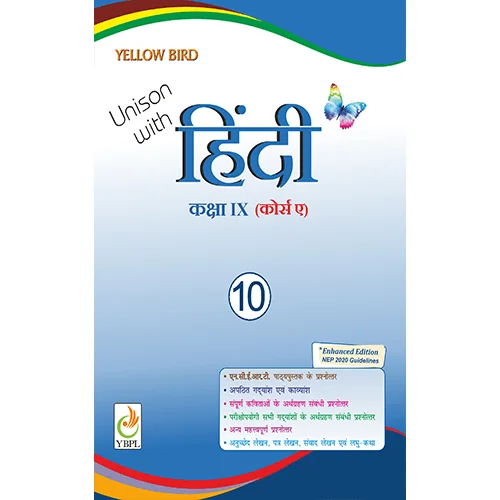 YELLOW BIRD
Unison
with
हिंदी
कक्षा IX (कोर्स ए)
10
*Enhanced Edition
NEP 2020 Guidelines
• एन.सी.ई.आर.टी. पाठ्यपुस्तक के प्रश्नोत्तर
• अपठित गद्यांश एवं काव्यांश
• संपूर्ण कविताओं के अर्थग्रहण संबंधी प्रश्नोत्तर
• परीक्षोपयोगी सभी गद्यांशों के अर्थग्रहण संबंधी प्रश्नोत्तर
• अन्य महत्त्वपूर्ण प्रश्नोत्तर
• अनुच्छेद लेखन, पत्र लेखन, संवाद लेखन एवं लघु-कथा
YBPL